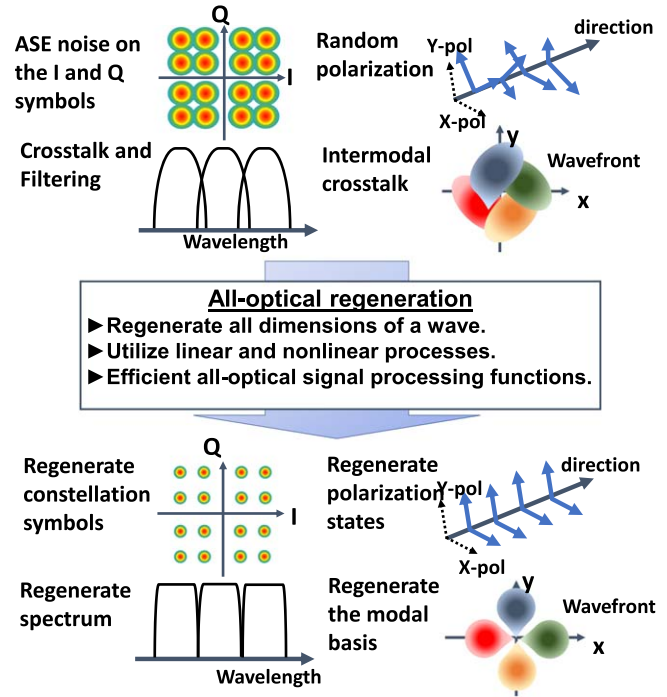 ASE noise on
the I and Q
symbols
Q
I
Random
polarization
Y-pol
X-pol
direction
Crosstalk and
Filtering
Wavelength
Intermodal
crosstalk
y
Wavefront
x
All-optical regeneration
►Regenerate all dimensions of a wave.
►Utilize linear and nonlinear processes.
►Efficient all-optical signal processing functions.
Regenerate
constellation
symbols
Q
I
Regenerate
polarization
states
Y-pol
X-pol
direction
Regenerate
spectrum
Wavelength
Regenerate
the modal
basis
y
Wavefront
x